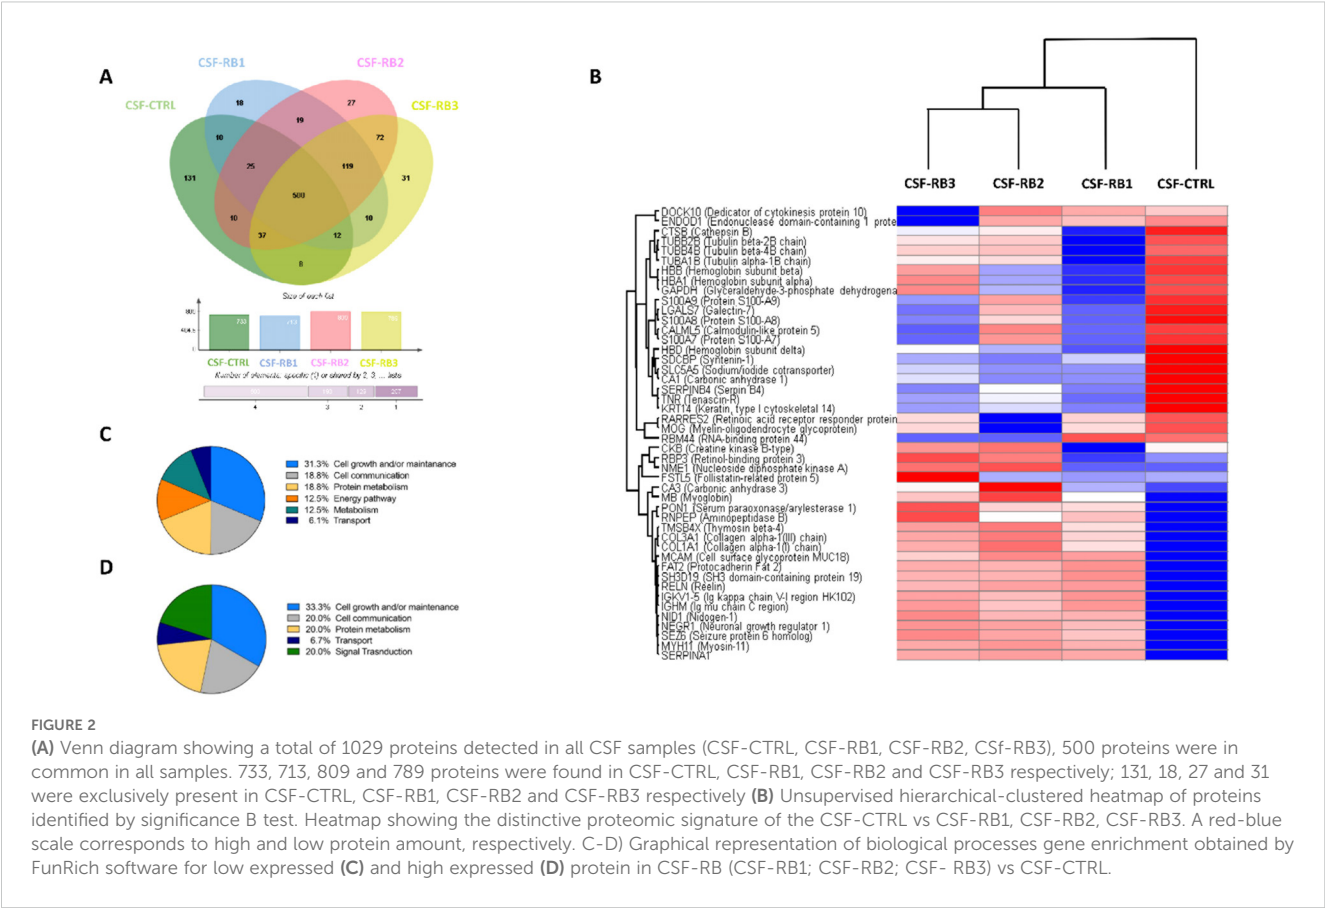 A
CSF-RB1
CSF-RB2
CSF-CTRL
CSF-RB3
18
27
19
10
72
25
119
131
31
500
10
10
37
12
8
Size of each list
733
713
809
789
CSF-CTRL
CSF-RB1
CSF-RB2
CSF-RB3
Number of elements: specific (1) or shared by 2, 3, ... lists
4
3
2
1
B
CSF-RB3
CSF-RB2
CSF-RB1
CSF-CTRL
DOCK10 (Dedicator of cytokinesis protein 10)
ENDOD1 (Endonuclease domain-containing 1 prote
CTSB (Cathepsin B)
TUBB2B (Tubulin beta-2B chain)
TUBB4B (Tubulin beta-4B chain)
TUBA1B (Tubulin alpha-1B chain)
HBB (Hemoglobin subunit beta)
HBA1 (Hemoglobin subunit alpha)
GAPDH (Glyceraldehyde-3-phosphate dehydrogena
S100A9 (Protein S100-A9)
LGALS7 (Galectin-7)
S100A8 (Protein S100-A8)
CALML5 (Calmodulin-like protein 5)
S100A7 (Protein S100-A7)
HBD (Hemoglobin subunit delta)
SDCBP (Syntenin-1)
SLC5A5 (Sodium/iodide cotransporter)
CA1 (Carbonic anhydrase 1)
SERPINB4 (Serpin B4)
TNR (Tenascin-R)
KRT14 (Keratin, type I cytoskeletal 14)
RARRES2 (Retinoic acid receptor responder protein
MOG (Myelin-oligodendrocyte glycoprotein)
RBM44 (RNA-binding protein 44)
CKB (Creatine kinase B-type)
RBP3 (Retinol-binding protein 3)
NME1 (Nucleoside diphosphate kinase A)
FSTL5 (Follistatin-related protein 5)
CA3 (Carbonic anhydrase 3)
MB (Myoglobin)
PON1 (Serum paraoxonase/arylesterase 1)
RNPEP (Aminopeptidase B)
TMSB4X (Thymosin beta-4)
COL3A1 (Collagen alpha-1(III) chain)
COL1A1 (Collagen alpha-1(I) chain)
MCAM (Cell surface glycoprotein MUC18)
FAT2 (Protocadherin Fat 2)
SH3D19 (SH3 domain-containing protein 19)
RELN (Reelin)
IGKV1-5 (Ig kappa chain V-I region HK102)
IGHM (Ig mu chain C region)
NID1 (Nidogen-1)
NEGR1 (Neuronal growth regulator 1)
SEZ6 (Seizure protein 6 homolog)
MYH11 (Myosin-11)
SERPINA1
C
31.3% Cell growth and/or maintanance
18.8% Cell communication
18.8% Protein metabolism
12.5% Energy pathway
12.5% Metabolism
6.1% Transport
D
33.3% Cell growth and/or maintenance
20.0% Cell communication
20.0% Protein metabolism
6.7% Transport
20.0% Signal Trasnduction
FIGURE 2
(A) Venn diagram showing a total of 1029 proteins detected in all CSF samples (CSF-CTRL, CSF-RB1, CSF-RB2, CSf-RB3), 500 proteins were in
common in all samples. 733, 713, 809 and 789 proteins were found in CSF-CTRL, CSF-RB1, CSF-RB2 and CSF-RB3 respectively; 131, 18, 27 and 31
were exclusively present in CSF-CTRL, CSF-RB1, CSF-RB2 and CSF-RB3 respectively (B) Unsupervised hierarchical-clustered heatmap of proteins
identified by significance B test. Heatmap showing the distinctive proteomic signature of the CSF-CTRL vs CSF-RB1, CSF-RB2, CSF-RB3. A red-blue
scale corresponds to high and low protein amount, respectively. C-D) Graphical representation of biological processes gene enrichment obtained by
FunRich software for low expressed (C) and high expressed (D) protein in CSF-RB (CSF-RB1; CSF-RB2; CSF- RB3) vs CSF-CTRL.